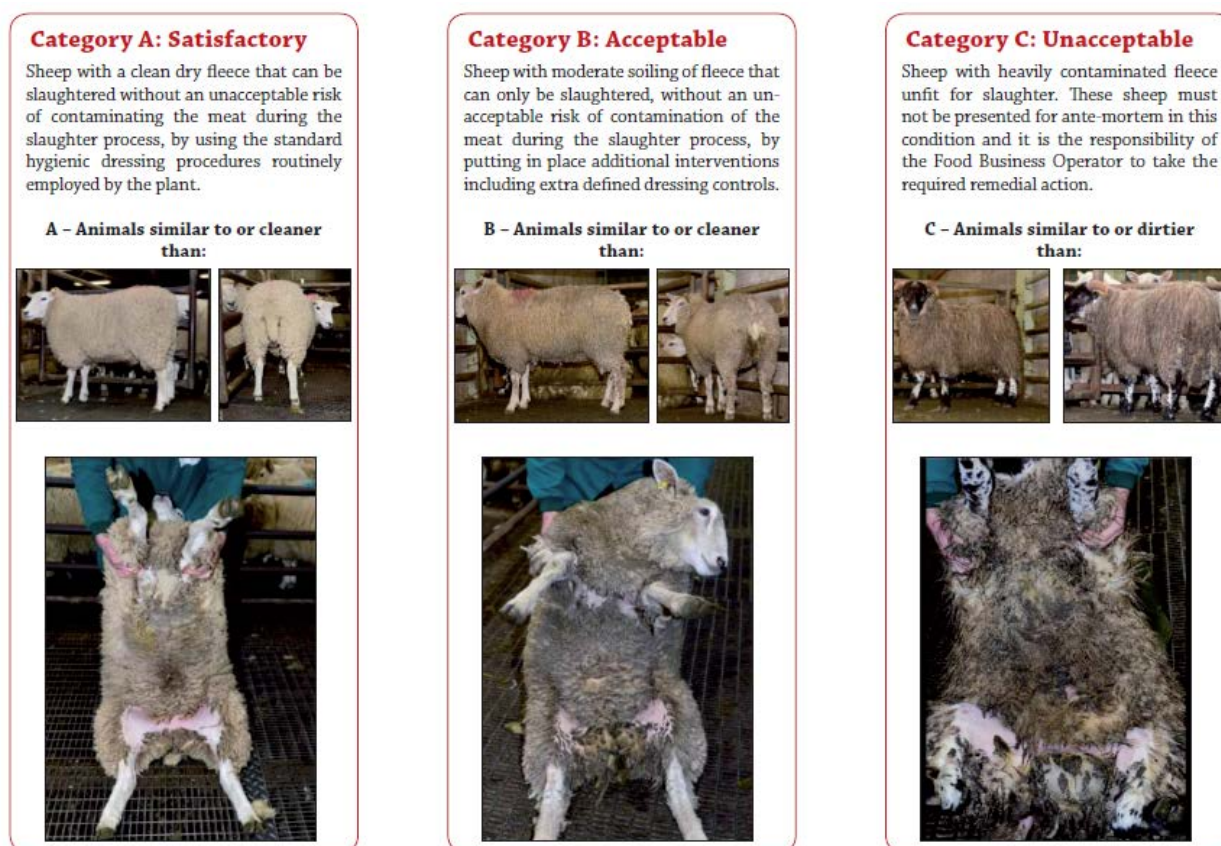 Category A: Satisfactory
Sheep with a clean dry fleece that can be
slaughtered without an unacceptable risk
of contaminating the meat during the
slaughter process, by using the standard
hygienic dressing procedures routinely
employed by the plant.
A – Animals similar to or cleaner
than:
Category B: Acceptable
Sheep with moderate soiling of fleece that
can only be slaughtered, without an un-
acceptable risk of contamination of the
meat during the slaughter process, by
putting in place additional interventions
including extra defined dressing controls.
B – Animals similar to or cleaner
than:
Category C: Unacceptable
Sheep with heavily contaminated fleece
unfit for slaughter. These sheep must
not be presented for ante-mortem in this
condition and it is the responsibility of
the Food Business Operator to take the
required remedial action.
C – Animals similar to or dirtier
than: